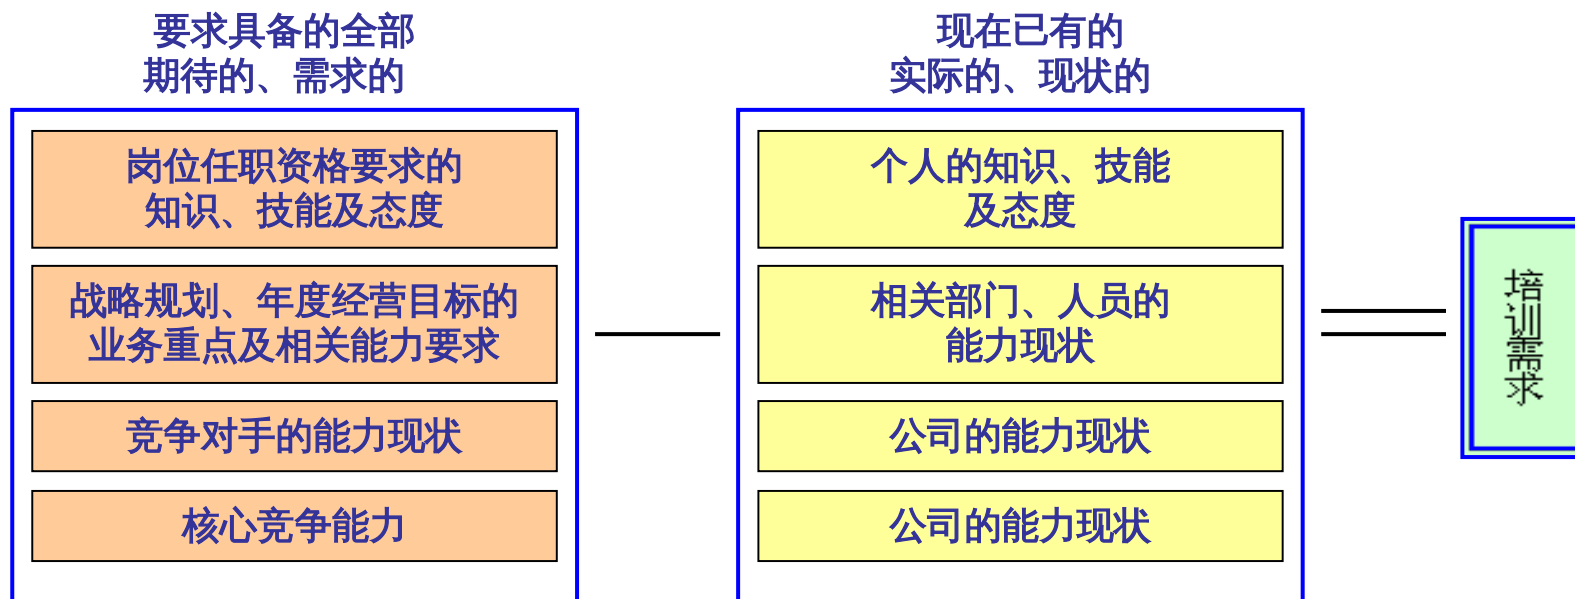 要求具备的全部
期待的、需求的
岗位任职资格要求的
知识、技能及态度
战略规划、年度经营目标的
业务重点及相关能力要求
竞争对手的能力现状
核心竞争能力
现在已有的
实际的、现状的
个人的知识、技能
及态度
相关部门、人员的
能力现状
公司的能力现状
公司的能力现状
培训需求